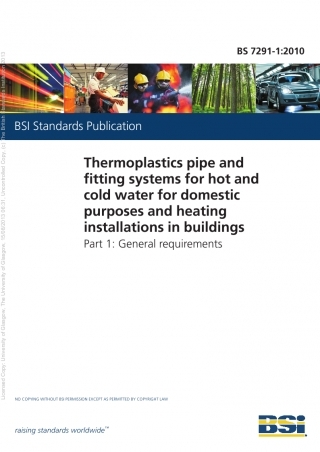 BS 7291-1:2010
BSI Standards Publication
Thermoplastics pipe and
fitting systems for hot and
cold water for domestic
purposes and heating
installations in buildings
Part 1: General requirements
NO COPYING WITHOUT BSI PERMISSION EXCEPT AS PERMITTED BY COPYRIGHT LAW
raising standards worldwide™
BSi